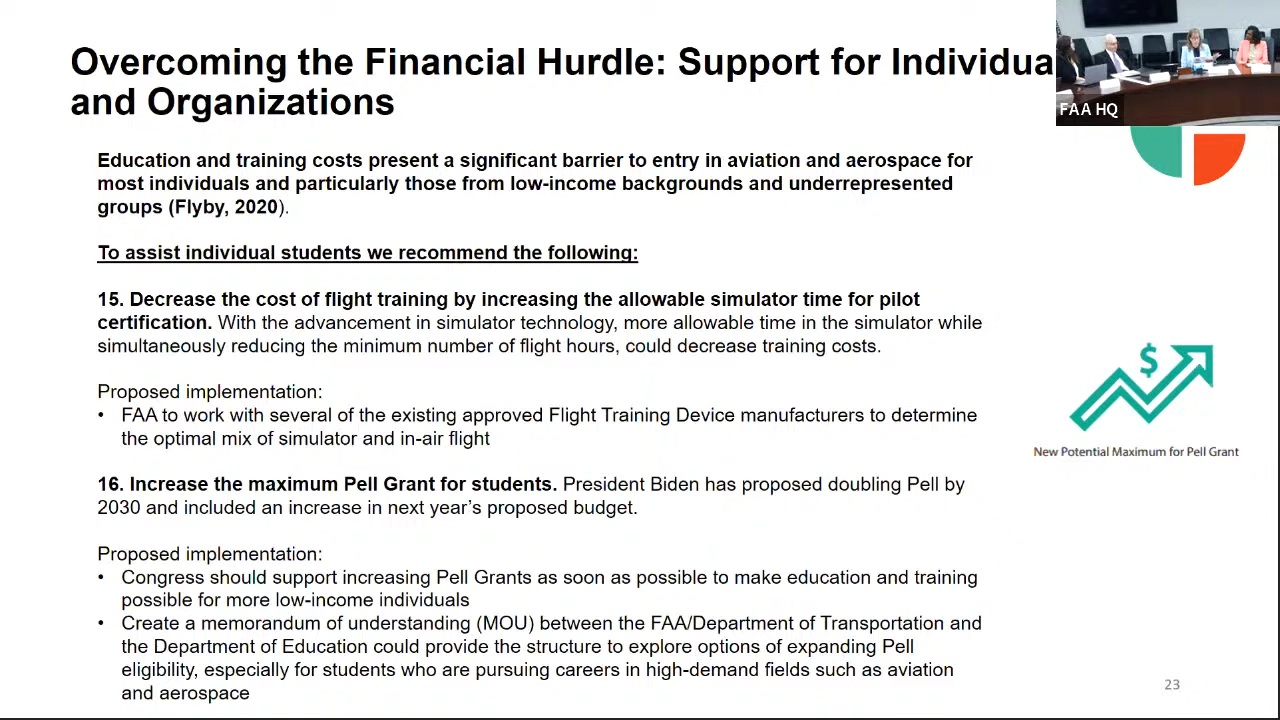 Overcoming the Financial Hurdle: Support for Individua
and Organizations
FAA HQ
Education and training costs present a significant barrier to entry in aviation and aerospace for
most individuals and particularly those from low-income backgrounds and underrepresented
groups (Flyby, 2020).
To assist individual students we recommend the following:
15. Decrease the cost of flight training by increasing the allowable simulator time for pilot
certification. With the advancement in simulator technology, more allowable time in the simulator while
simultaneously reducing the minimum number of flight hours, could decrease training costs.
Proposed implementation:
• FAA to work with several of the existing approved Flight Training Device manufacturers to determine
the optimal mix of simulator and in-air flight
$
New Potential Maximum for Pell Grant
16. Increase the maximum Pell Grant for students. President Biden has proposed doubling Pell by
2030 and included an increase in next year’s proposed budget.
Proposed implementation:
• Congress should support increasing Pell Grants as soon as possible to make education and training
possible for more low-income individuals
• Create a memorandum of understanding (MOU) between the FAA/Department of Transportation and
the Department of Education could provide the structure to explore options of expanding Pell
eligibility, especially for students who are pursuing careers in high-demand fields such as aviation
and aerospace
23